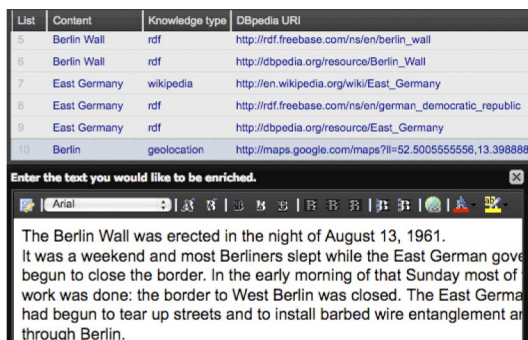 List Content Knowledge type DBpedia URI
5 Berlin Wall rdf http://rdf.freebase.com/ns/en/berlin_wall
6 Berlin Wall rdf http://dbpedia.org/resource/Berlin_Wall
7 East Germany wikipedia http://en.wikipedia.org/wiki/East_Germany
8 East Germany rdf http://rdf.freebase.com/ns/en/german_democratic_republic
9 East Germany rdf http://dbpedia.org/resource/East_Germany
10 Berlin geolocation http://maps.google.com/maps?ll=52.5005555556,13.398888
Enter the text you would like to be enriched.
Arial
The Berlin Wall was erected in the night of August 13, 1961.
It was a weekend and most Berliners slept while the East German gove
begun to close the border. In the early morning of that Sunday most of
work was done: the border to West Berlin was closed. The East Germa
had begun to tear up streets and to install barbed wire entanglement an
through Berlin.